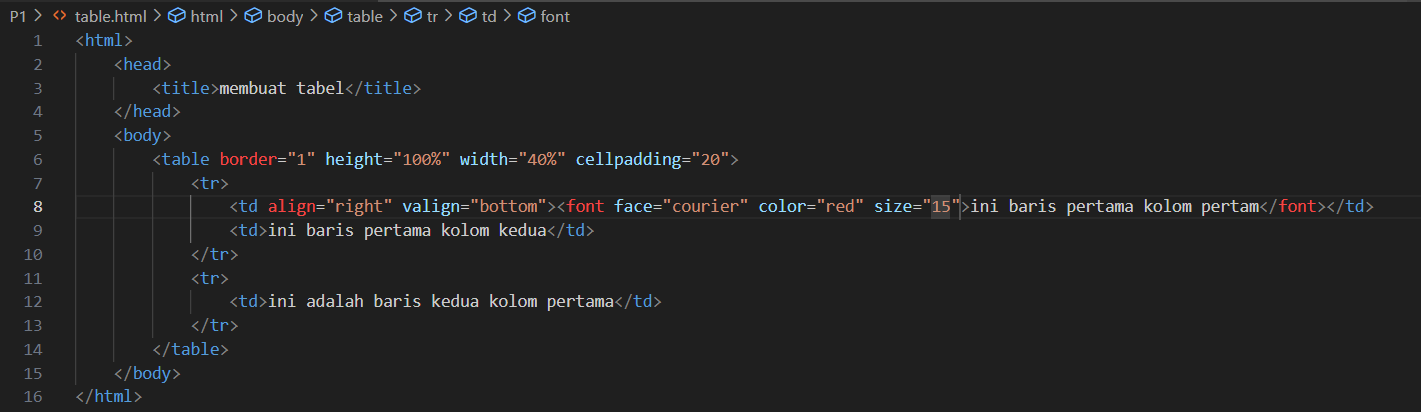 P1 > <> table.html > html > body > table > tr > td > font
1 <html>
2     <head>
3         <title>membuat tabel</title>
4     </head>
5     <body>
6         <table border="1" height="100%" width="40%" cellpadding="20">
7             <tr>
8                 <td align="right" valign="bottom"><font face="courier" color="red" size="15">ini baris pertama kolom pertam</font></td>
9                 <td>ini baris pertama kolom kedua</td>
10             </tr>
11             <tr>
12                 <td>ini adalah baris kedua kolom pertama</td>
13             </tr>
14         </table>
15     </body>
16 </html>